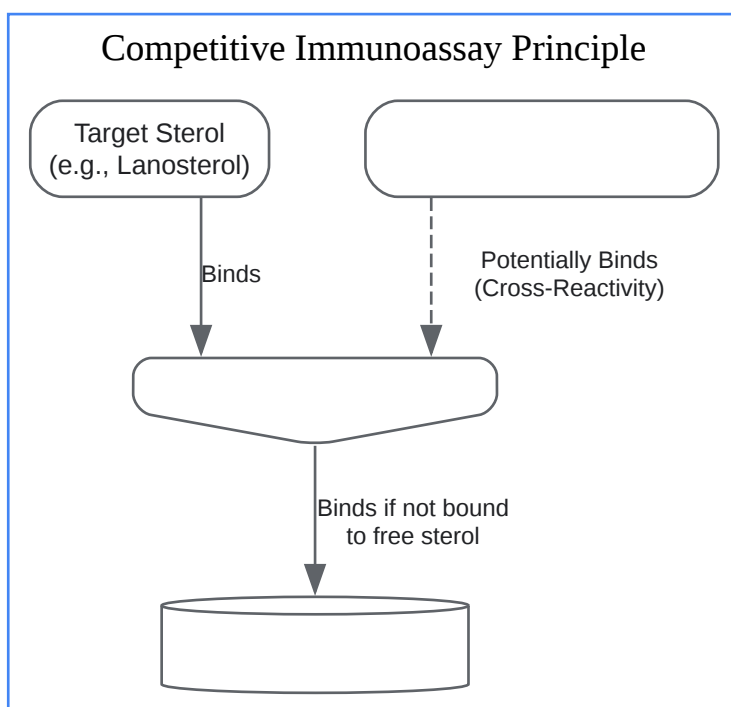 Competitive Immunoassay Principle
Target Sterol
(e.g., Lanosterol)
Binds
Potentially Binds
(Cross-Reactivity)
Binds if not bound
to free sterol